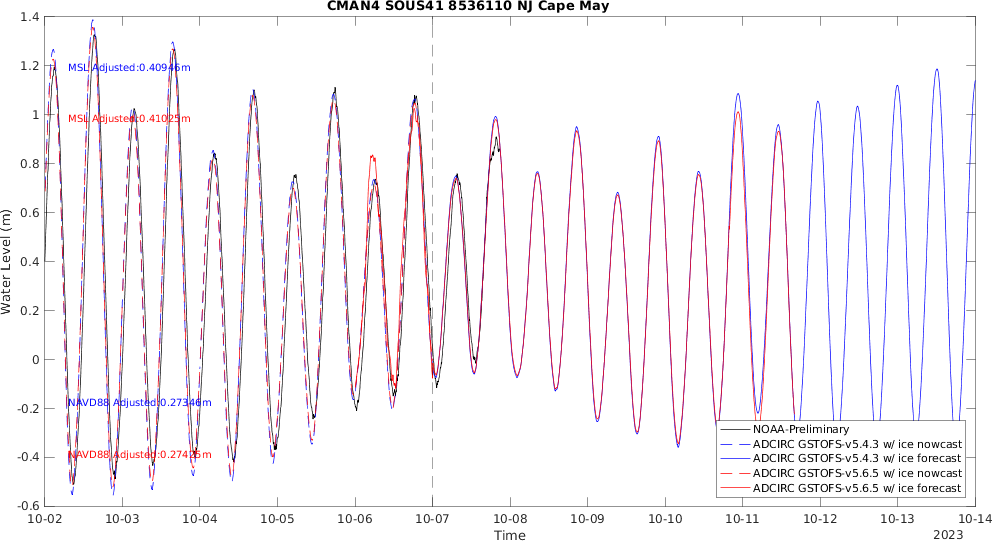 CMAN4 SOUS41 8536110 NJ Cape May
1.4
1.2
1
0.8
0.6
0.4
0.2
0
-0.2
-0.4
-0.6
Water Level (m)
MSL Adjusted:0.40946m
MSL Adjusted:0.41025m
NAVD88 Adjusted:0.27346m
NAVD88 Adjusted:0.27425m
NOAA-Preliminary
ADCIRC GSTOFS-v5.4.3 w/ ice nowcast
ADCIRC GSTOFS-v5.4.3 w/ ice forecast
ADCIRC GSTOFS-v5.6.5 w/ ice nowcast
ADCIRC GSTOFS-v5.6.5 w/ ice forecast
10-02 10-03 10-04 10-05 10-06 10-07 10-08 10-09 10-10 10-11 10-12 10-13 10-14
Time
2023